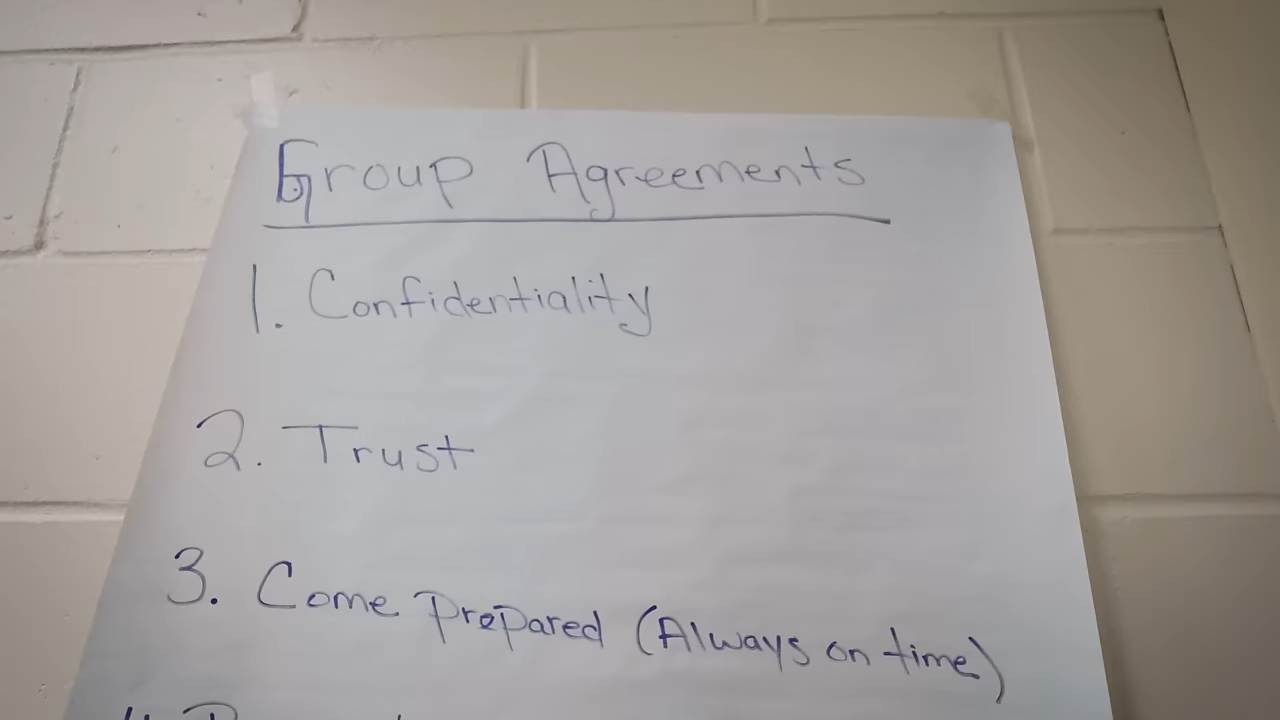 Group Agreements
1. Confidentiality
2. Trust
3. Come prepared (Always on time)